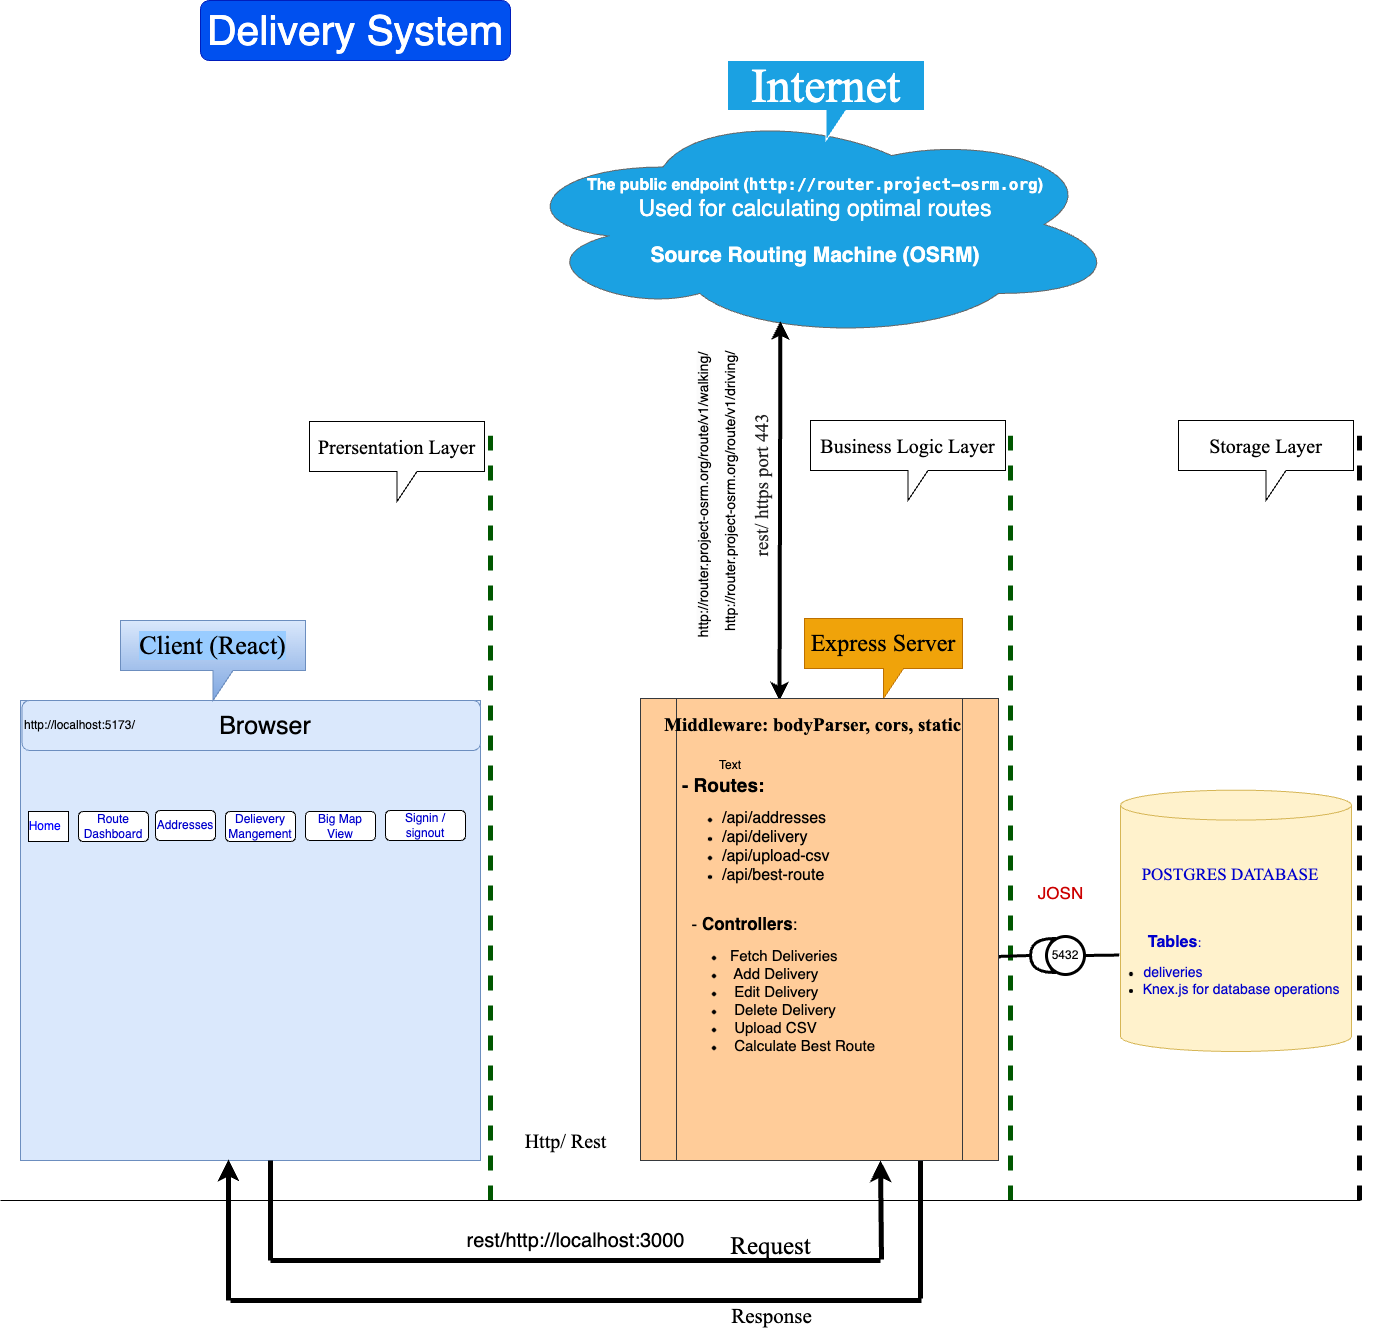 Delivery System
Internet
The public endpoint (http://router.project-osrm.org)
Used for calculating optimal routes
Source Routing Machine (OSRM)
http://router.project-osrm.org/route/v1/walking/
http://router.project-osrm.org/route/v1/driving/
rest/ https port 443
Prersentation Layer
Business Logic Layer
Storage Layer
Client (React)
Express Server
http://localhost:5173/
Browser
Home
Route
Dashboard
Addresses
Delievery
Mangement
Big Map
View
Signin /
signout
Middleware: bodyParser, cors, static
Text
- Routes:
• /api/addresses
• /api/delivery
• /api/upload-csv
• /api/best-route
- Controllers:
• Fetch Deliveries
• Add Delivery
• Edit Delivery
• Delete Delivery
• Upload CSV
• Calculate Best Route
JOSN
5432
POSTGRES DATABASE
Tables:
• deliveries
• Knex.js for database operations
Http/ Rest
rest/http://localhost:3000
Request
Response